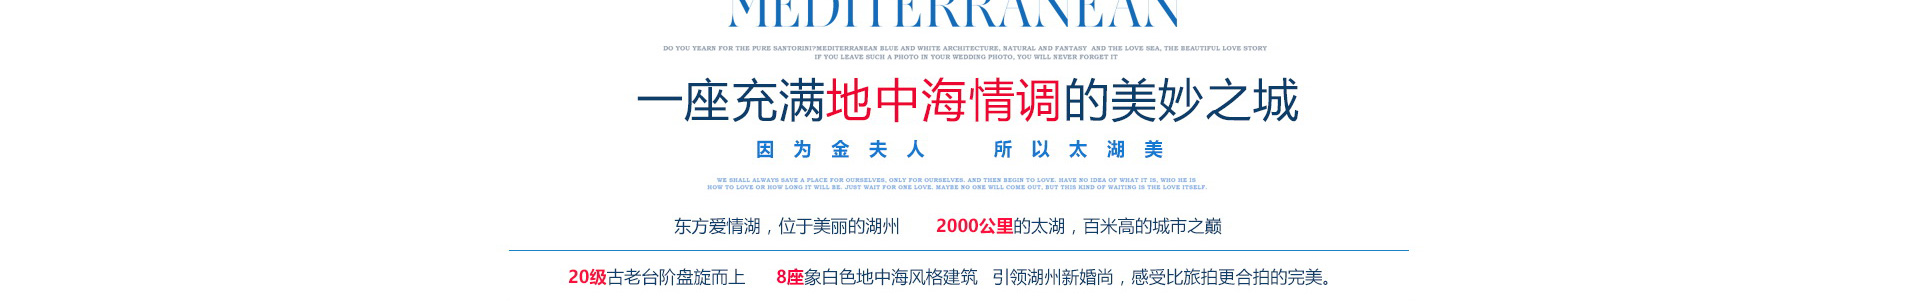 MEDITERRANEAN
DO YOU YEARN FOR THE PURE SANTORINI?MEDITERRANEAN BLUE AND WHITE ARCHITECTURE, NATURAL AND FANTASY AND THE LOVE SEA, THE BEAUTIFUL LOVE STORY
IF YOU LEAVE SUCH A PHOTO IN YOUR WEDDING PHOTO, YOU WILL NEVER FORGET IT
一座充满地中海情调的美妙之城
因为金夫人 所以太湖美
WE SHALL ALWAYS SAVE A PLACE FOR OURSELVES, ONLY FOR OURSELVES. AND THEN BEGIN TO LOVE. HAVE NO IDEA OF WHAT IT IS, WHO HE IS
HOW TO LOVE OR HOW LONG IT WILL BE. JUST WAIT FOR ONE LOVE. MAYBE NO ONE WILL COME OUT, BUT THIS KIND OF WAITING IS THE LOVE ITSELF.
东方爱情湖，位于美丽的湖州 2000公里的太湖，百米高的城市之巅
20级古老台阶盘旋而上 8座象白色地中海风格建筑 引领湖州新婚尚，感受比旅拍更合拍的完美。